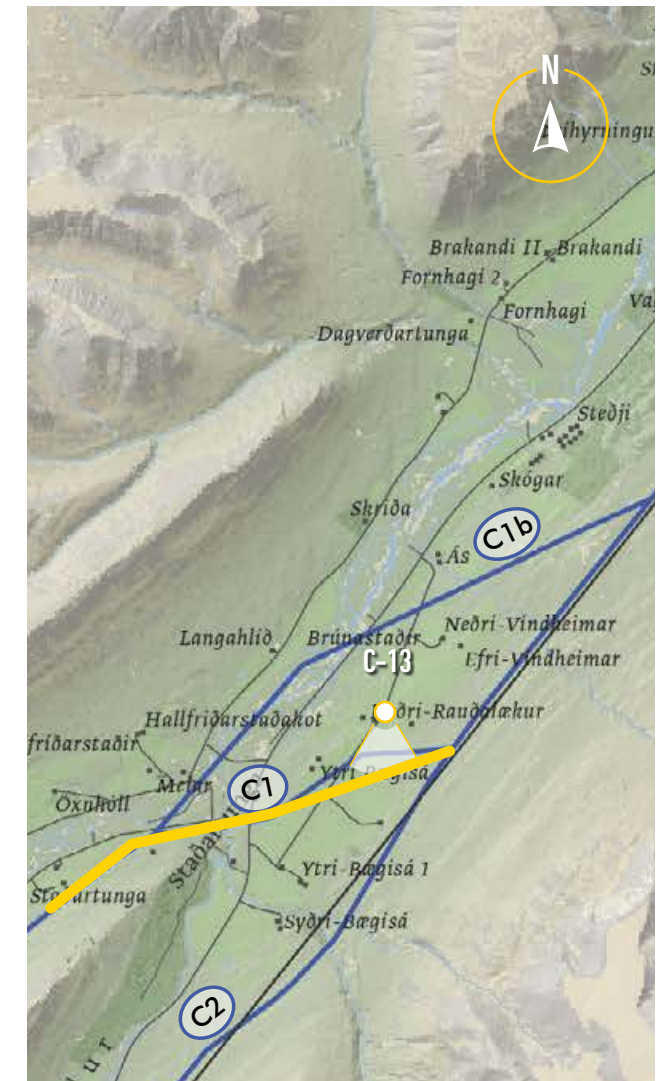 N
Brakandi II
Brakandi
Fornhagi 2
Fornhagi
Dagverðartunga
Steðji
Skógar
Skriða
C1b
Ás
Neðri-Vindheimar
Langahlíð
Brúnastaðir
Efri-Vindheimar
C-13
Hallfríðarstaðakot
Ytri-Bægisá
Melar
C1
Öxnhóll
Ytri-Bægisá 1
Syðri-Bægisá
C2